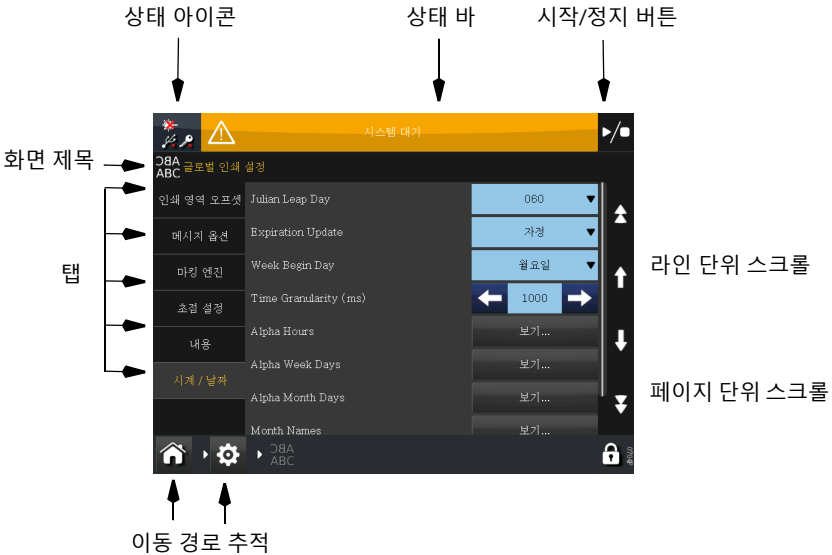 상태 아이콘
상태 바
시작/정지 버튼
시스템 대기
화면 제목
ABC
ABC
글로벌 인쇄 설정
탭
인쇄 영역 오프셋
메시지 옵션
마킹 엔진
초점 설정
내용
시계 / 날짜
Julian Leap Day
060
Expiration Update
자정
Week Begin Day
월요일
Time Granularity (ms)
1000
Alpha Hours
보기...
Alpha Week Days
보기...
Alpha Month Days
보기...
Month Names
보기...
라인 단위 스크롤
페이지 단위 스크롤
ABC
ABC
이동 경로 추적